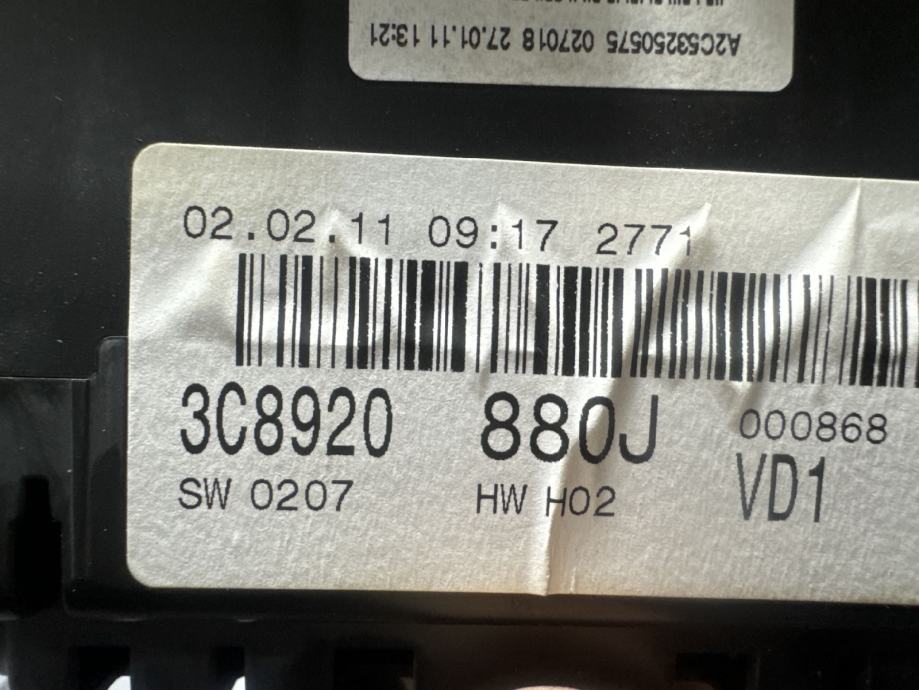 A2C53250575 027018 27.01.11 13:21
02.02.11 09:17 2771
3C8920 880J 000868
SW 0207 HW H02 VD1